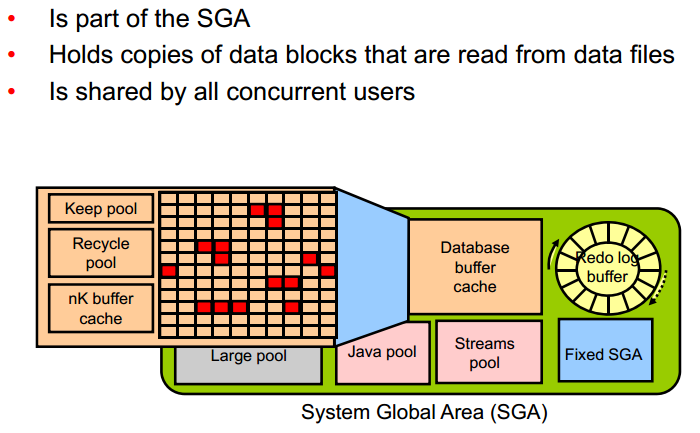 • Is part of the SGA
• Holds copies of data blocks that are read from data files
• Is shared by all concurrent users
Keep pool
Recycle
pool
nK buffer
cache
Database
buffer
cache
Redo log
buffer
Large pool
Java pool
Streams
pool
Fixed SGA
System Global Area (SGA)